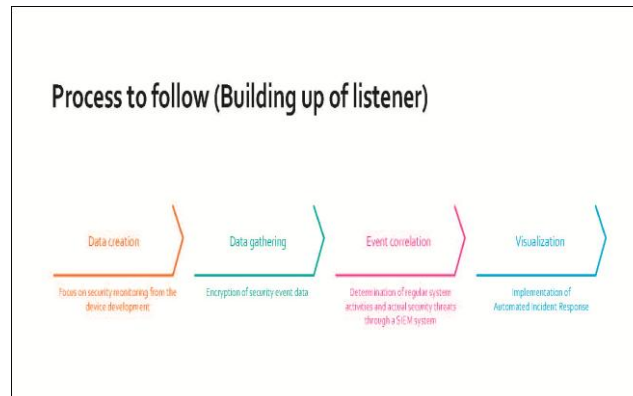 Process to follow (Building up of listener)
Data creation
Data gathering
Event correlation
Visualization
Focus on security monitoring from the
device development
Encryption of security event data
Determination of regular system
activities and actual security threats
through a SIEM system
Implementation of
Automated Incident Response